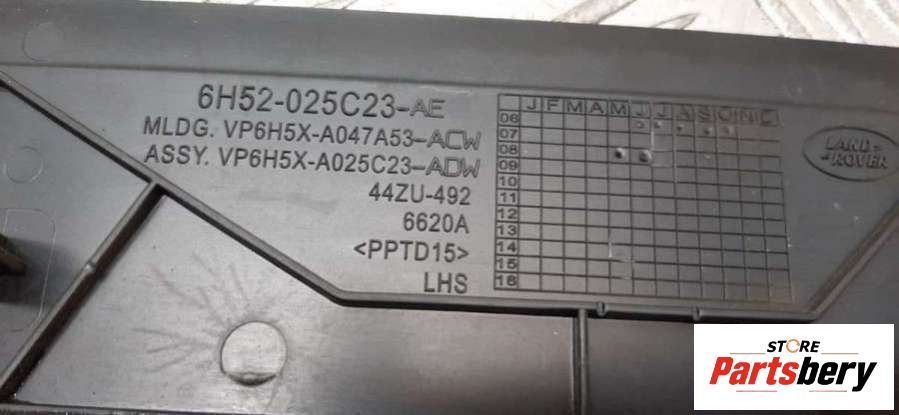 6H52-025C23-AE
MLDG. VP6H5X-A047A53-ACW
ASSY. VP6H5X-A025C23-ADW
44ZU-492
6620A
<PPTD15>
LHS
J F M A M J J A S O N D
06
07
08
09
10
11
12
13
14
15
16
LAND-
-ROVER
STORE
Partsbery